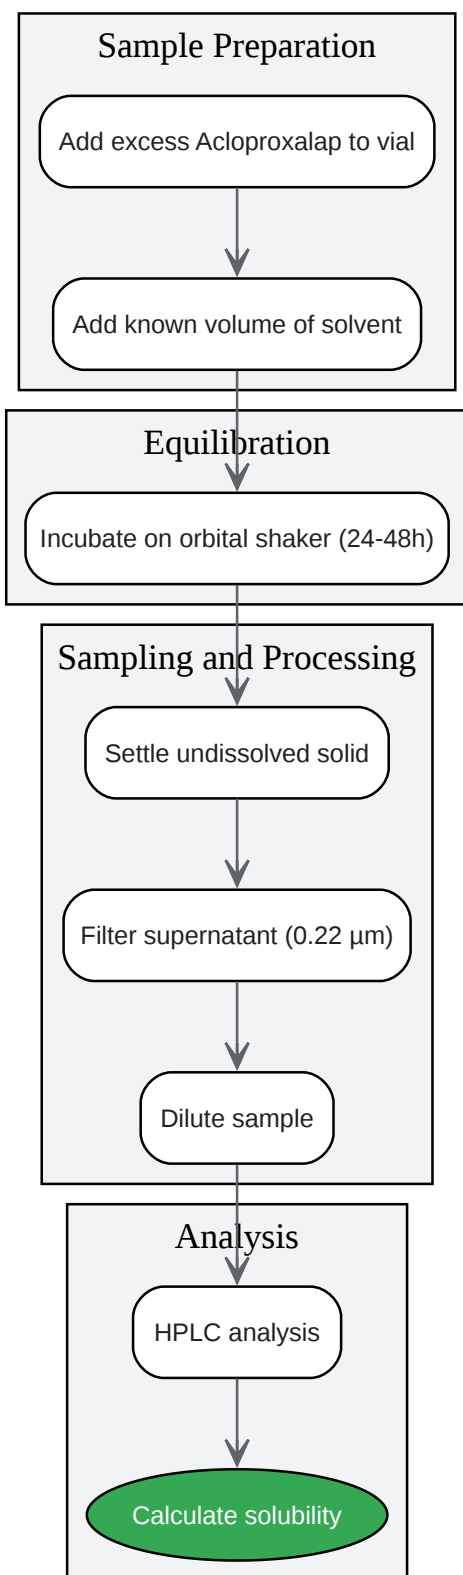 Sample Preparation
Add excess Acloproxalap to vial
Add known volume of solvent
Equilibration
Incubate on orbital shaker (24-48h)
Sampling and Processing
Settle undissolved solid
Filter supernatant (0.22 µm)
Dilute sample
Analysis
HPLC analysis
Calculate solubility